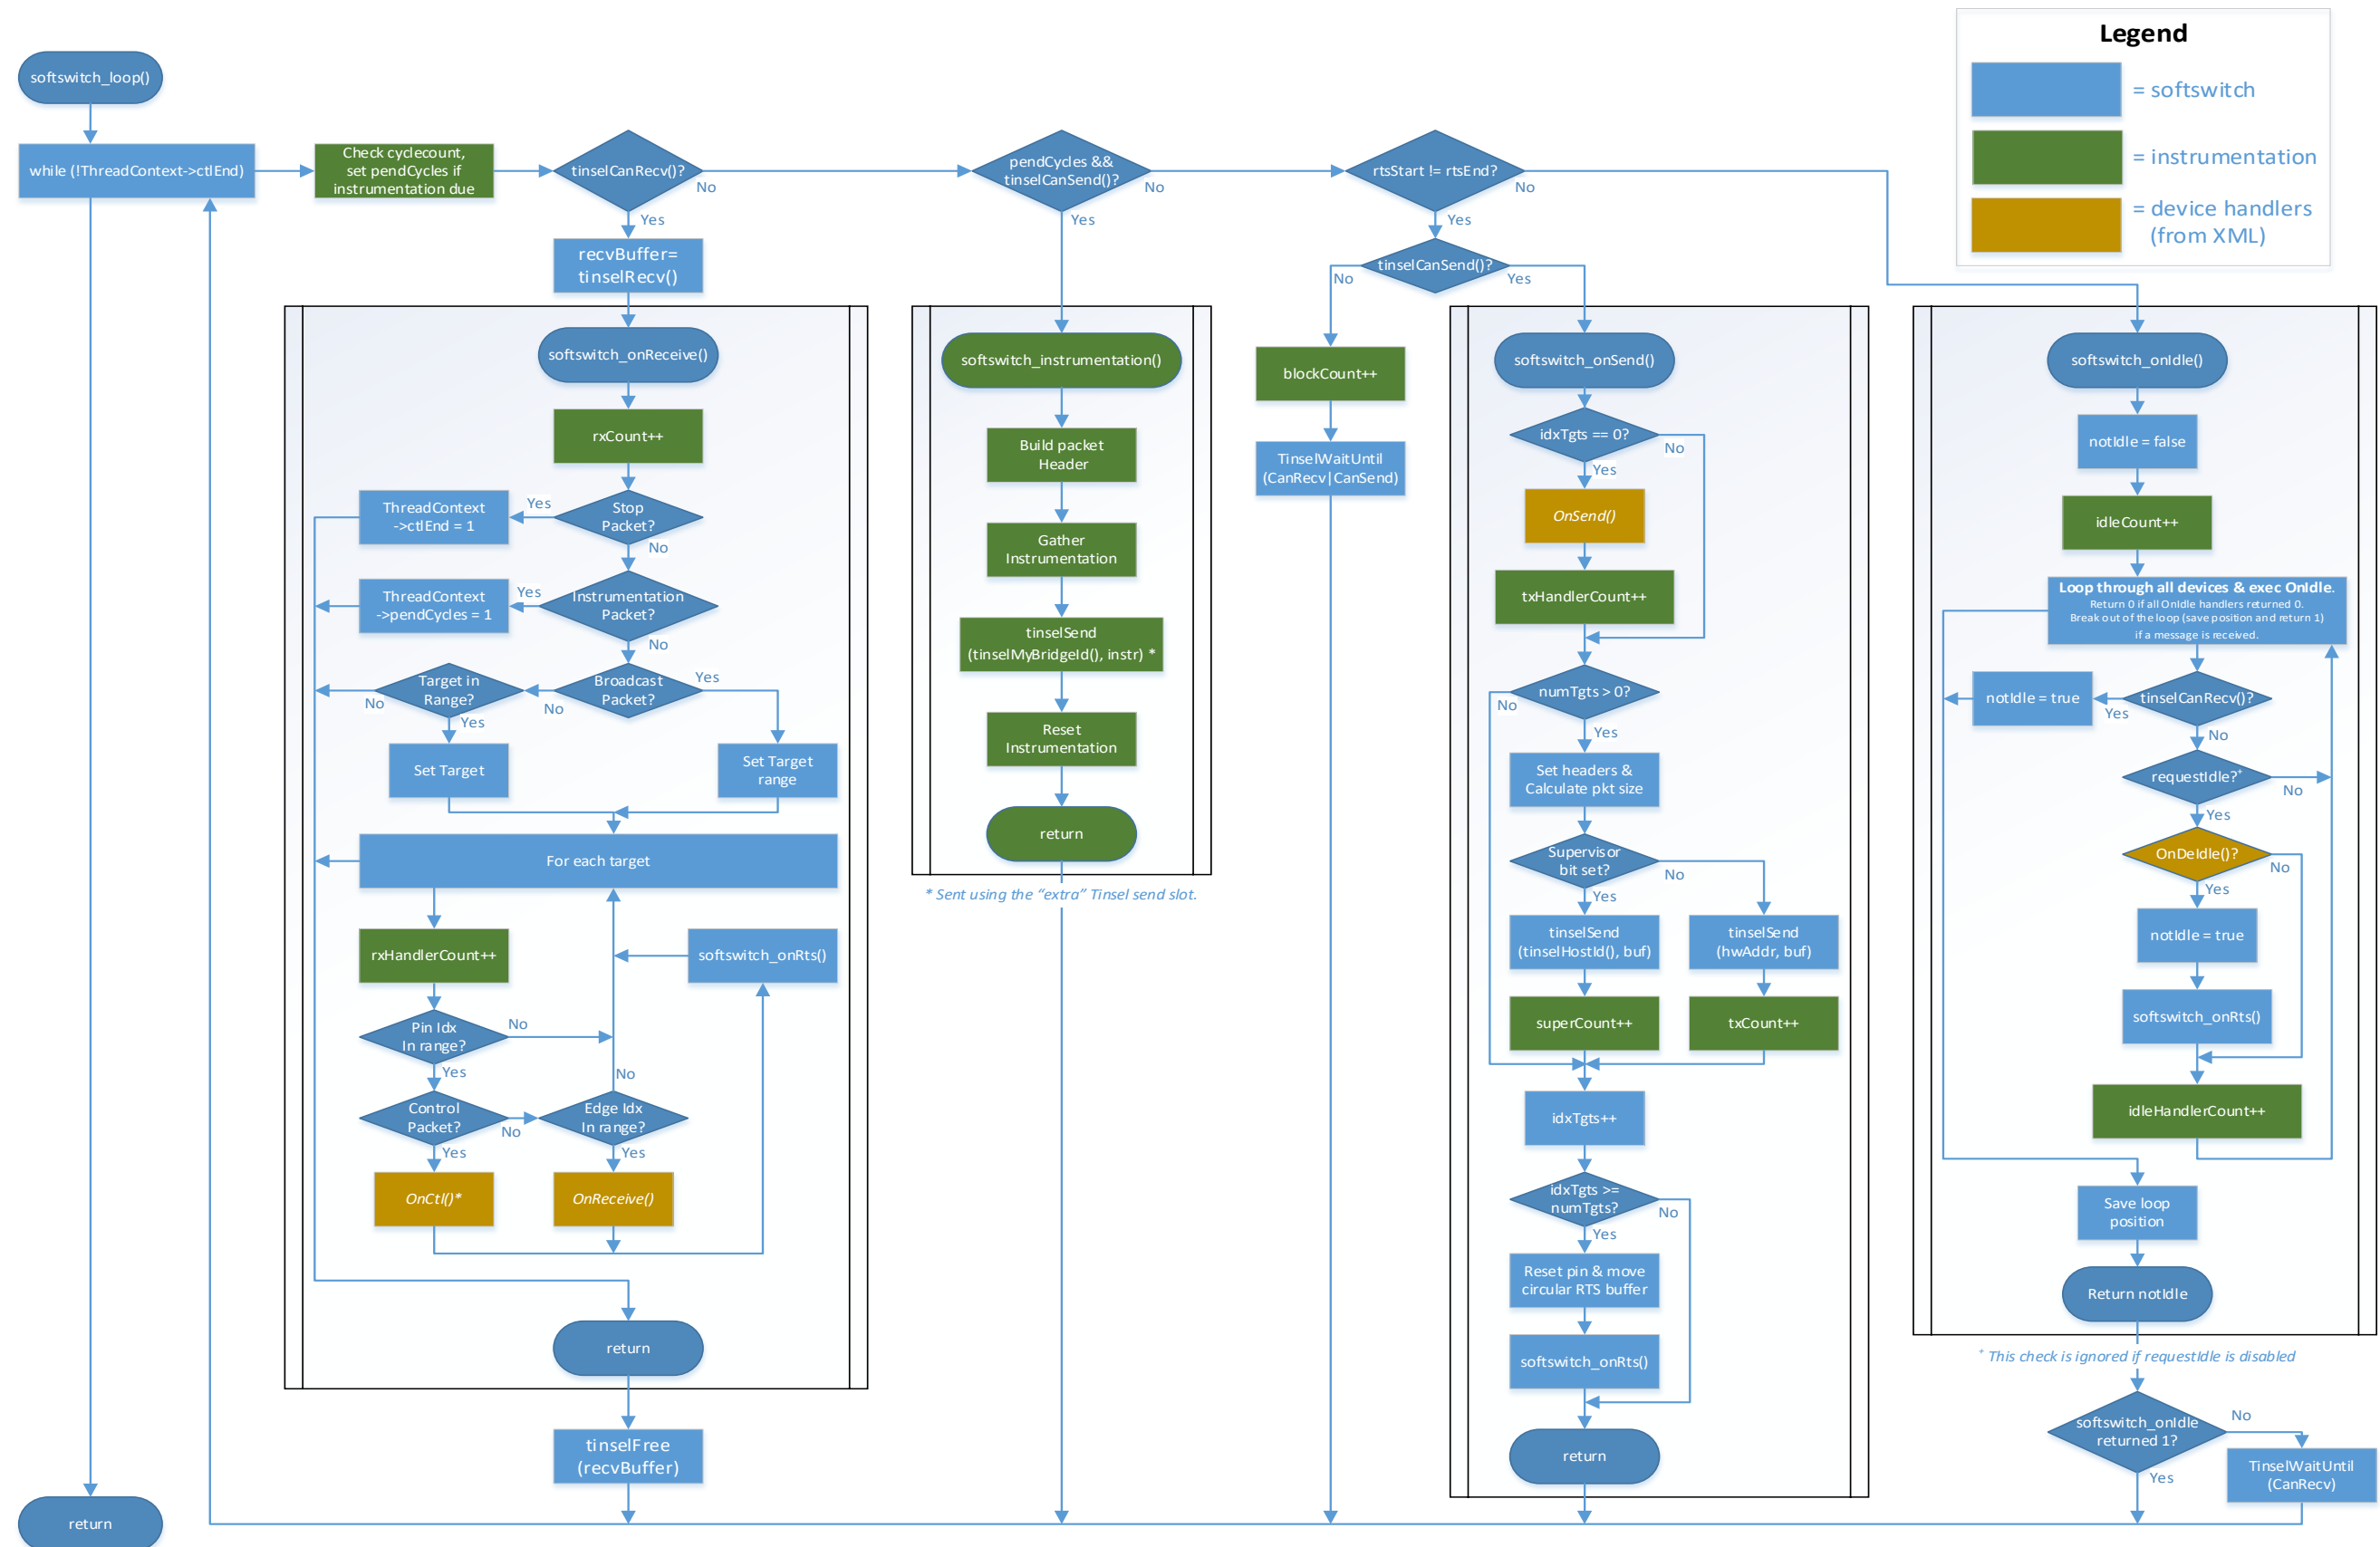 Legend
= softswitch
= instrumentation
= device handlers
(from XML)
softswitch_loop()
while (!ThreadContext->ctlEnd)
return
Check cyclecount,
set pendCycles if
instrumentation due
tinselCanRecv()?
No
Yes
recvBuffer=
tinselRecv()
softswitch_onReceive()
rxCount++
Stop
Packet?
Yes
No
ThreadContext
->ctlEnd = 1
Instrumentation
Packet?
Yes
No
ThreadContext
->pendCycles = 1
Broadcast
Packet?
Yes
No
Target in
Range?
No
Yes
Set Target
Set Target
range
For each target
rxHandlerCount++
softswitch_onRts()
Pin Idx
In range?
No
Yes
Control
Packet?
No
Yes
Edge Idx
In range?
No
Yes
OnCtl()*
OnReceive()
return
tinselFree
(recvBuffer)
pendCycles &&
tinselCanSend()?
No
Yes
softswitch_instrumentation()
Build packet
Header
Gather
Instrumentation
tinselSend
(tinselMyBridgeId(), instr) *
Reset
Instrumentation
return
* Sent using the “extra” Tinsel send slot.
rtsStart != rtsEnd?
No
Yes
tinselCanSend()?
No
Yes
blockCount++
TinselWaitUntil
(CanRecv|CanSend)
softswitch_onSend()
idxTgts == 0?
No
Yes
OnSend()
txHandlerCount++
numTgts > 0?
No
Yes
Set headers &
Calculate pkt size
Supervisor
bit set?
No
Yes
tinselSend
(tinselHostId(), buf)
tinselSend
(hwAddr, buf)
superCount++
txCount++
idxTgts++
idxTgts >=
numTgts?
No
Yes
Reset pin & move
circular RTS buffer
softswitch_onRts()
return
softswitch_onIdle()
notIdle = false
idleCount++
Loop through all devices & exec OnIdle.
Return 0 if all OnIdle handlers returned 0.
Break out of the loop (save position and return 1)
if a message is received.
tinselCanRecv()?
Yes
No
notIdle = true
requestIdle?+
No
Yes
OnDeIdle()?
No
Yes
notIdle = true
softswitch_onRts()
idleHandlerCount++
Save loop
position
Return notIdle
+ This check is ignored if requestIdle is disabled
softswitch_onIdle
returned 1?
No
Yes
TinselWaitUntil
(CanRecv)